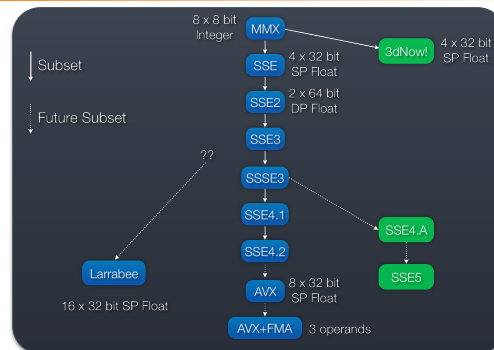 8 x 8 bit
Integer
MMX
3dNow!
4 x 32 bit
SP Float
Subset
SSE
4 x 32 bit
SP Float
SSE2
2 x 64 bit
DP Float
Future Subset
SSE3
??
SSSE3
SSE4.1
SSE4.A
SSE4.2
Larrabee
SSE5
16 x 32 bit SP Float
AVX
8 x 32 bit
SP Float
AVX+FMA
3 operands